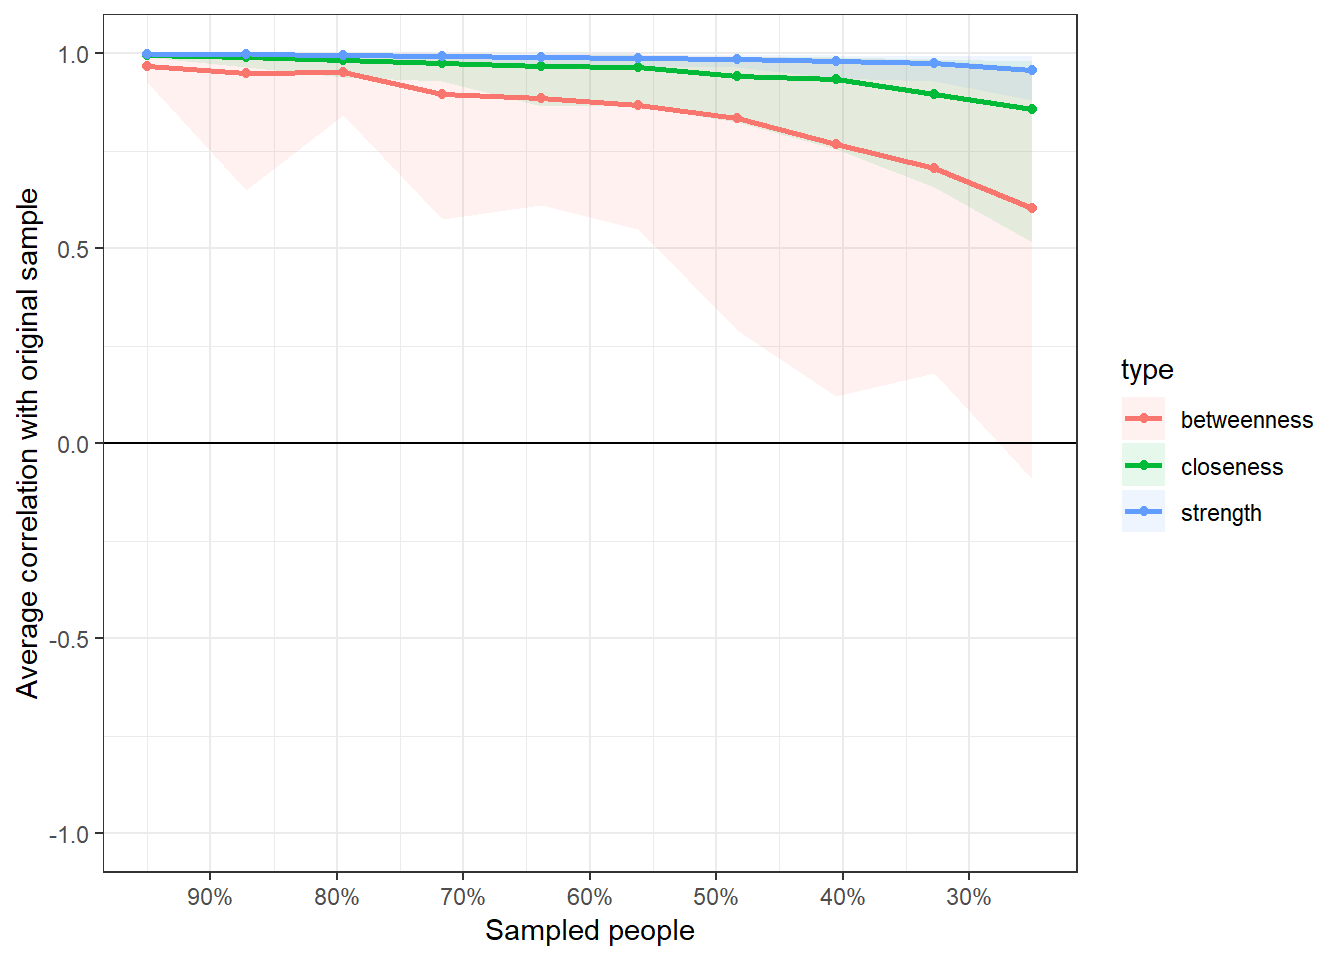 Average correlation with original sample
1.0
0.5
0.0
-0.5
-1.0
90% 80% 70% 60% 50% 40% 30%
Sampled people
type
betweenness
closeness
strength